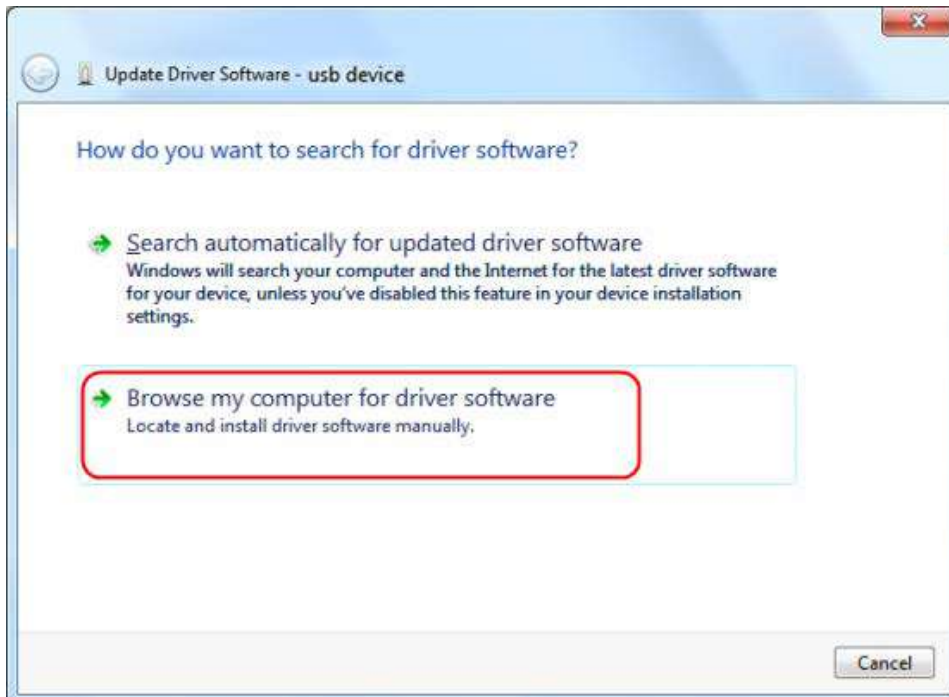 Update Driver Software - usb device
How do you want to search for driver software?
Search automatically for updated driver software
Windows will search your computer and the Internet for the latest driver software
for your device, unless you've disabled this feature in your device installation
settings.
Browse my computer for driver software
Locate and install driver software manually.
Cancel